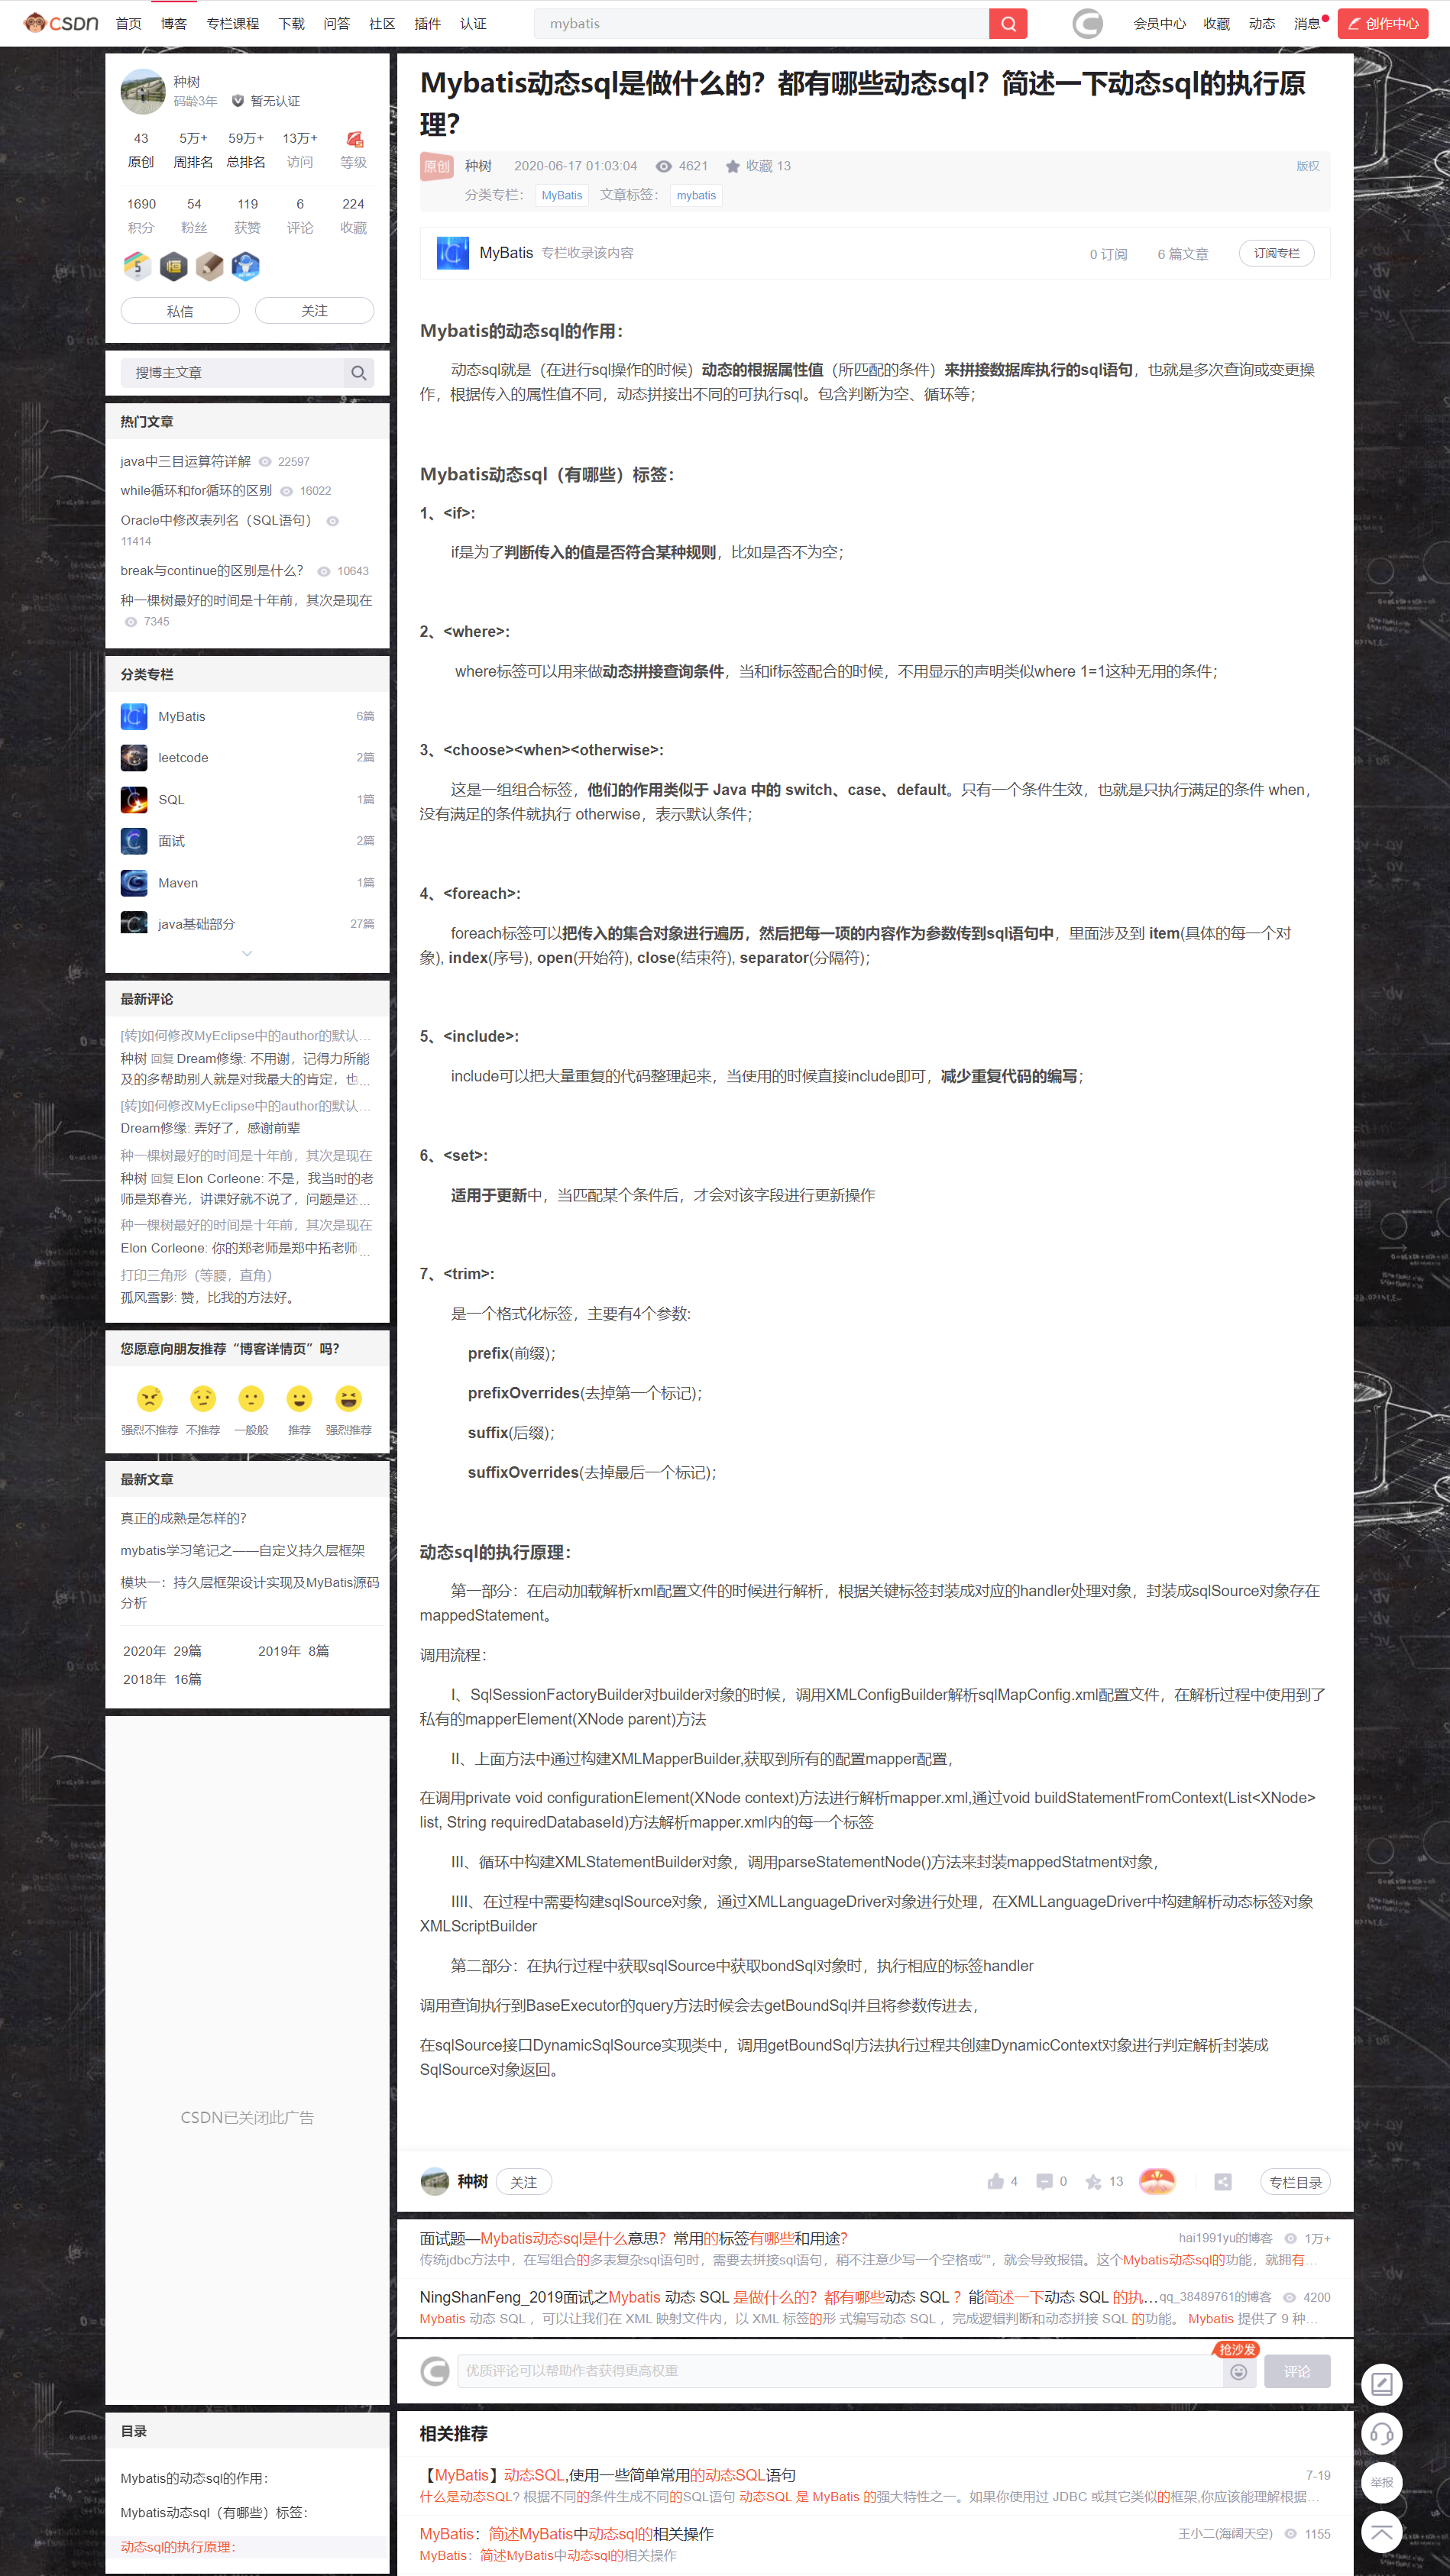 CSDN 首页 博客 专栏课程 下载 问答 社区 插件 认证 mybatis 会员中心 收藏 动态 消息 创作中心
种树
码龄3年 暂无认证
43 5万+ 59万+ 13万+
原创 周排名 总排名 访问 等级
1690 54 119 6 224
积分 粉丝 获赞 评论 收藏
私信 关注
搜博主文章
热门文章
java中三目运算符详解 22597
while循环和for循环的区别 16022
Oracle中修改表列名（SQL语句）
11414
break与continue的区别是什么？ 10643
种一棵树最好的时间是十年前，其次是现在
7345
分类专栏
MyBatis 6篇
leetcode 2篇
SQL 1篇
面试 2篇
Maven 1篇
java基础部分 27篇
最新评论
[转]如何修改MyEclipse中的author的默认...
种树 回复 Dream修缘: 不用谢，记得力所能
及的多帮助别人就是对我最大的肯定，也...
[转]如何修改MyEclipse中的author的默认...
Dream修缘: 弄好了，感谢前辈
种一棵树最好的时间是十年前，其次是现在
种树 回复 Elon Corleone: 不是，我当时的老
师是郑春光，讲课好就不说了，问题是还...
种一棵树最好的时间是十年前，其次是现在
Elon Corleone: 你的郑老师是郑中拓老师...
打印三角形（等腰，直角）
孤风雪影: 赞，比我的方法好。
您愿意向朋友推荐“博客详情页”吗？
强烈不推荐 不推荐 一般般 推荐 强烈推荐
最新文章
真正的成熟是怎样的？
mybatis学习笔记之——自定义持久层框架
模块一：持久层框架设计实现及MyBatis源码
分析
2020年 29篇 2019年 8篇
2018年 16篇
CSDN已关闭此广告
目录
Mybatis的动态sql的作用：
Mybatis动态sql（有哪些）标签：
动态sql的执行原理：
Mybatis动态sql是做什么的？都有哪些动态sql？简述一下动态sql的执行原
理？
原创 种树 2020-06-17 01:03:04 4621 收藏 13 版权
分类专栏： MyBatis 文章标签： mybatis
MyBatis 专栏收录该内容 0 订阅 6 篇文章 订阅专栏
Mybatis的动态sql的作用：
动态sql就是（在进行sql操作的时候）动态的根据属性值（所匹配的条件）来拼接数据库执行的sql语句，也就是多次查询或变更操
作，根据传入的属性值不同，动态拼接出不同的可执行sql。包含判断为空、循环等；
Mybatis动态sql（有哪些）标签：
1、<if>:
if是为了判断传入的值是否符合某种规则，比如是否不为空；
2、<where>:
where标签可以用来做动态拼接查询条件，当和if标签配合的时候，不用显示的声明类似where 1=1这种无用的条件；
3、<choose><when><otherwise>:
这是一组组合标签，他们的作用类似于 Java 中的 switch、case、default。只有一个条件生效，也就是只执行满足的条件 when，
没有满足的条件就执行 otherwise，表示默认条件；
4、<foreach>:
foreach标签可以把传入的集合对象进行遍历，然后把每一项的内容作为参数传到sql语句中，里面涉及到 item(具体的每一个对
象), index(序号), open(开始符), close(结束符), separator(分隔符)；
5、<include>:
include可以把大量重复的代码整理起来，当使用的时候直接include即可，减少重复代码的编写；
6、<set>:
适用于更新中，当匹配某个条件后，才会对该字段进行更新操作
7、<trim>:
是一个格式化标签，主要有4个参数:
prefix(前缀)；
prefixOverrides(去掉第一个标记)；
suffix(后缀)；
suffixOverrides(去掉最后一个标记)；
动态sql的执行原理：
第一部分：在启动加载解析xml配置文件的时候进行解析，根据关键标签封装成对应的handler处理对象，封装成sqlSource对象存在
mappedStatement。
调用流程：
I、SqlSessionFactoryBuilder对builder对象的时候，调用XMLConfigBuilder解析sqlMapConfig.xml配置文件，在解析过程中使用到了
私有的mapperElement(XNode parent)方法
II、上面方法中通过构建XMLMapperBuilder,获取到所有的配置mapper配置，
在调用private void configurationElement(XNode context)方法进行解析mapper.xml,通过void buildStatementFromContext(List<XNode>
list, String requiredDatabaseId)方法解析mapper.xml内的每一个标签
III、循环中构建XMLStatementBuilder对象，调用parseStatementNode()方法来封装mappedStatment对象，
IIII、在过程中需要构建sqlSource对象，通过XMLLanguageDriver对象进行处理，在XMLLanguageDriver中构建解析动态标签对象
XMLScriptBuilder
第二部分：在执行过程中获取sqlSource中获取bondSql对象时，执行相应的标签handler
调用查询执行到BaseExecutor的query方法时候会去getBoundSql并且将参数传进去，
在sqlSource接口DynamicSqlSource实现类中，调用getBoundSql方法执行过程共创建DynamicContext对象进行判定解析封装成
SqlSource对象返回。
种树 关注 4 0 13 专栏目录
面试题—Mybatis动态sql是什么意思？常用的标签有哪些和用途？ hai1991yu的博客 1万+
传统jdbc方法中，在写组合的多表复杂sql语句时，需要去拼接sql语句，稍不注意少写一个空格或“”，就会导致报错。这个Mybatis动态sql的功能，就拥有...
NingShanFeng_2019面试之Mybatis 动态 SQL 是做什么的？都有哪些动态 SQL ？能简述一下动态 SQL 的执... qq_38489761的博客 4200
Mybatis 动态 SQL ，可以让我们在 XML 映射文件内，以 XML 标签的形 式编写动态 SQL ，完成逻辑判断和动态拼接 SQL 的功能。 Mybatis 提供了 9 种...
抢沙发
优质评论可以帮助作者获得更高权重 评论
相关推荐
【MyBatis】动态SQL,使用一些简单常用的动态SQL语句 7-19
什么是动态SQL? 根据不同的条件生成不同的SQL语句 动态SQL 是 MyBatis 的强大特性之一。如果你使用过 JDBC 或其它类似的框架,你应该能理解根据...
MyBatis：简述MyBatis中动态sql的相关操作 王小二(海阔天空) 1155
MyBatis：简述MyBatis中动态sql的相关操作
举报